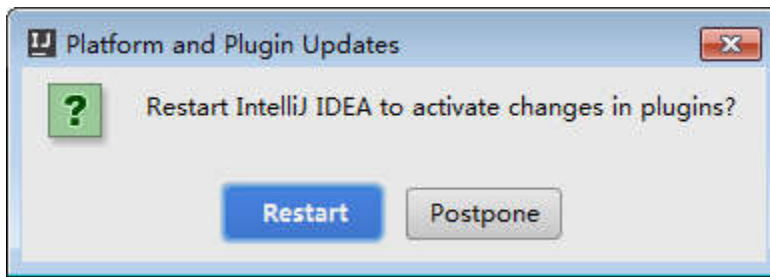 Platform and Plugin Updates
Restart IntelliJ IDEA to activate changes in plugins?
Restart
Postpone